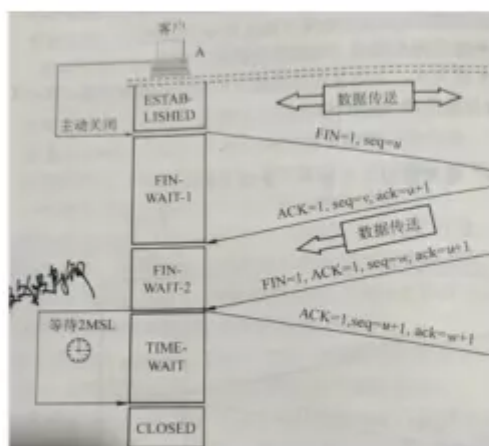 客户
A
ESTAB-
LISHED
数据传送
主动关闭
FIN=1, seq=u
FIN-
WAIT-1
ACK=1, seq=v, ack=u+1
数据传送
FIN-
WAIT-2
FIN=1, ACK=1, seq=w, ack=u+1
等待2MSL
ACK=1,seq=u+1, ack=w+1
TIME-
WAIT
CLOSED